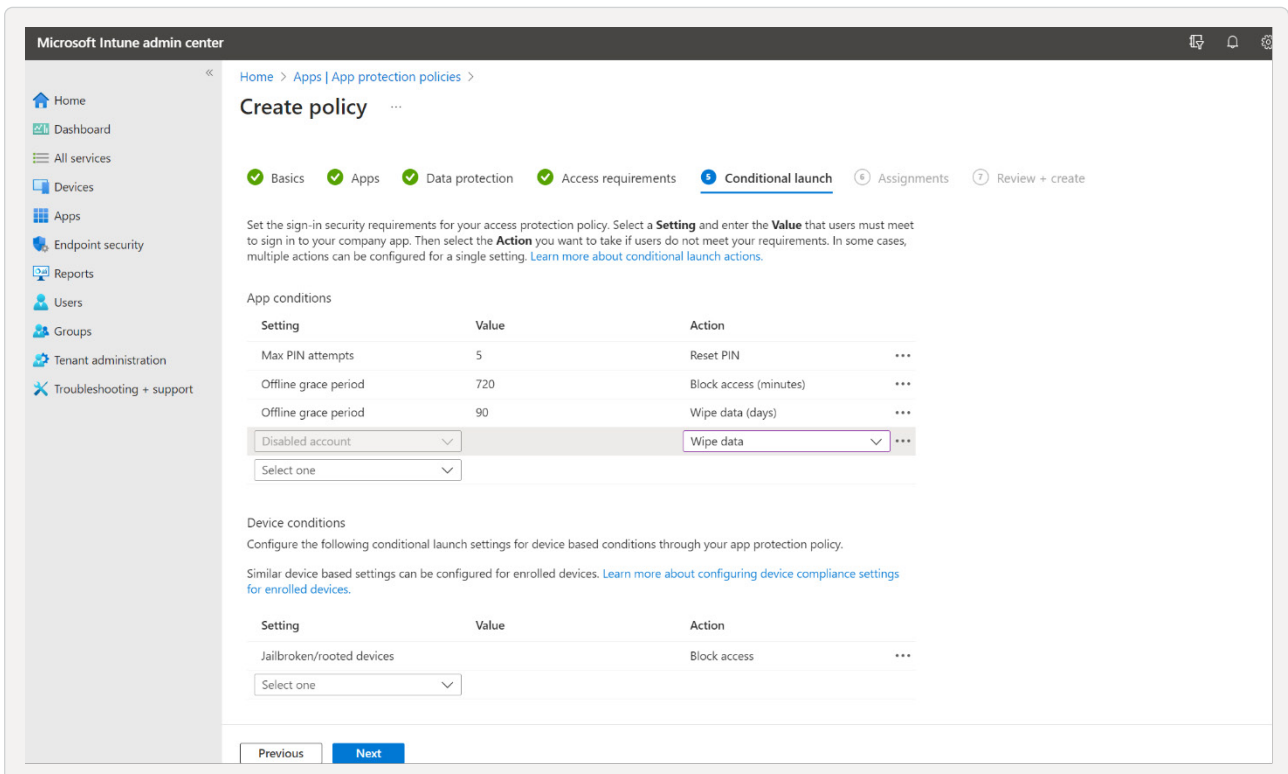 Microsoft Intune admin center
«
Home > Apps | App protection policies >
Create policy ...
Home
Dashboard
All services
Devices
Apps
Endpoint security
Reports
Users
Groups
Tenant administration
Troubleshooting + support
Basics Apps Data protection Access requirements 5 Conditional launch 6 Assignments 7 Review + create
Set the sign-in security requirements for your access protection policy. Select a Setting and enter the Value that users must meet
to sign in to your company app. Then select the Action you want to take if users do not meet your requirements. In some cases,
multiple actions can be configured for a single setting. Learn more about conditional launch actions.
App conditions
Setting Value Action
Max PIN attempts 5 Reset PIN ...
Offline grace period 720 Block access (minutes) ...
Offline grace period 90 Wipe data (days) ...
Disabled account Wipe data ...
Select one
Device conditions
Configure the following conditional launch settings for device based conditions through your app protection policy.
Similar device based settings can be configured for enrolled devices. Learn more about configuring device compliance settings
for enrolled devices.
Setting Value Action
Jailbroken/rooted devices Block access ...
Select one
Previous Next